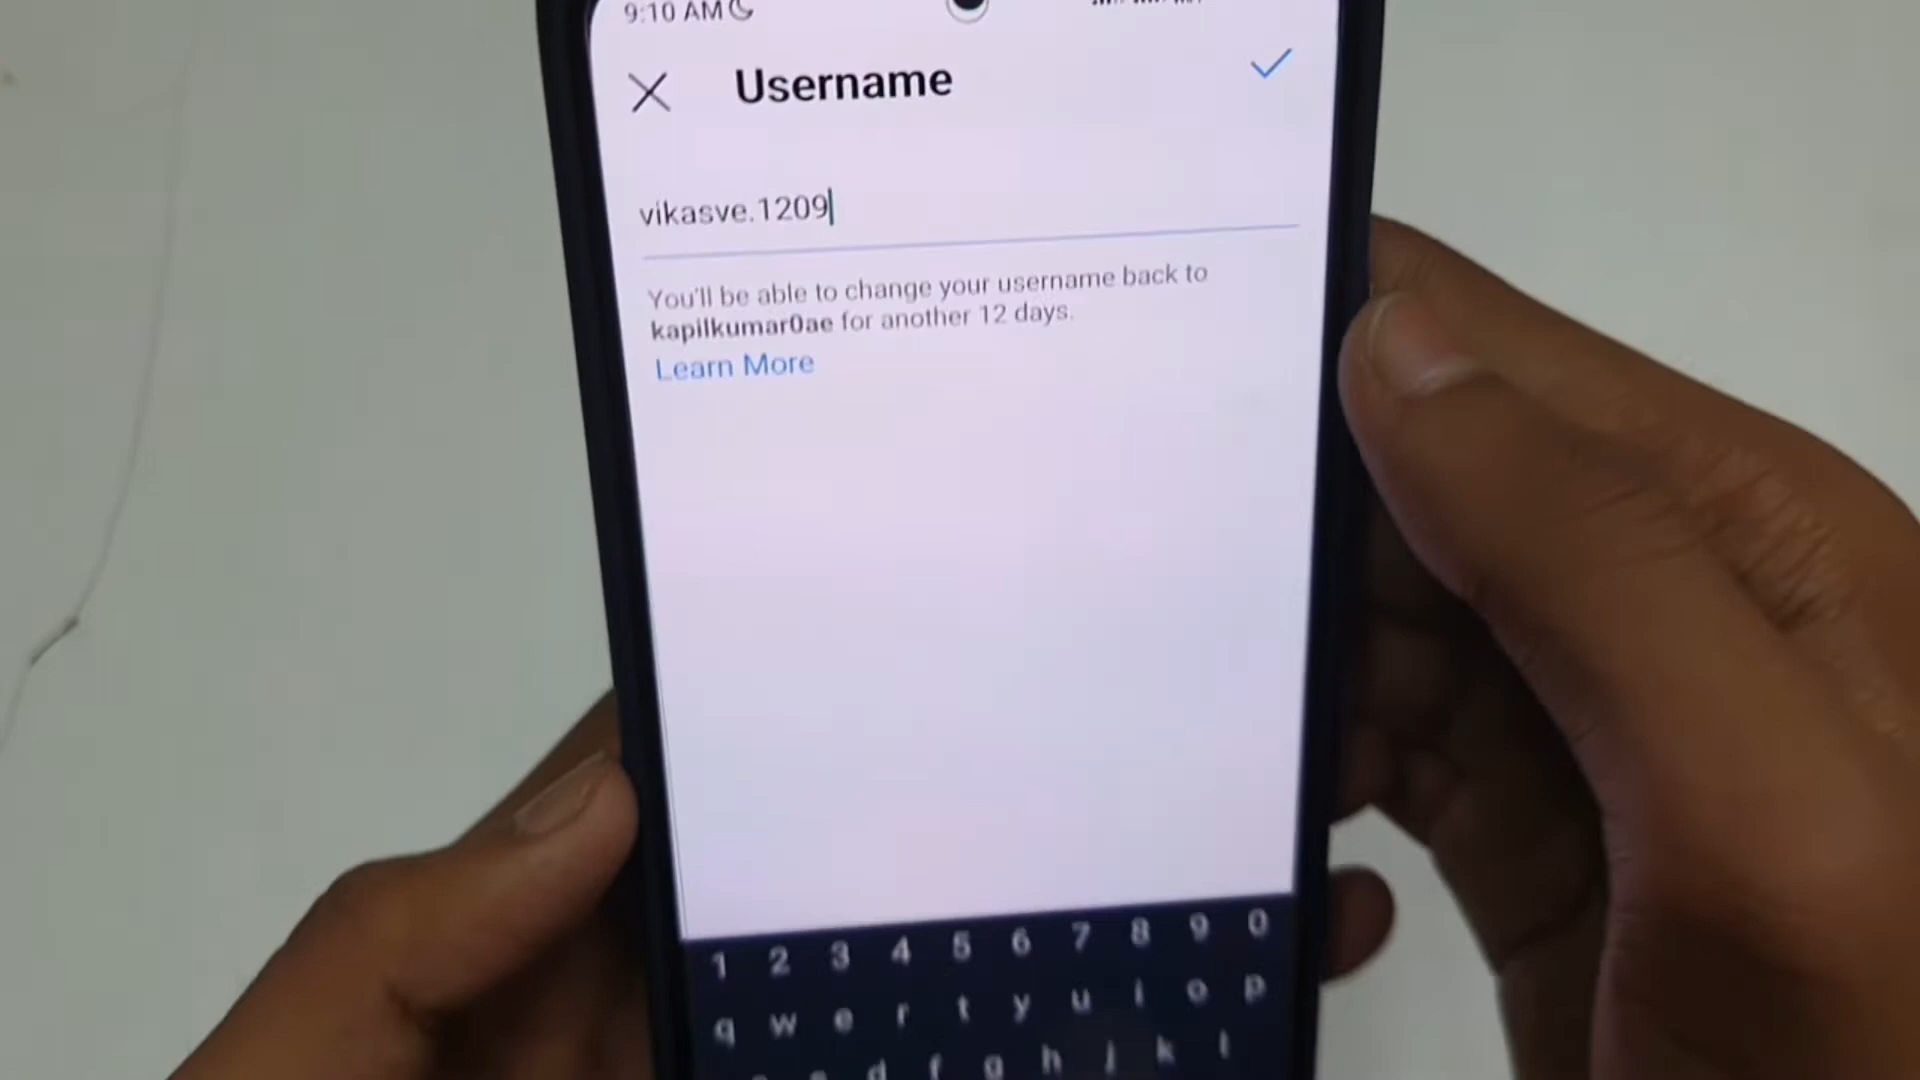 9:10 AM
Username
vikasve.1209
You'll be able to change your username back to
kapilkumar0ae for another 12 days.
Learn More
1 2 3 4 5 6 7 8 9 0
q w e r t y u i o p
d f g h j k l